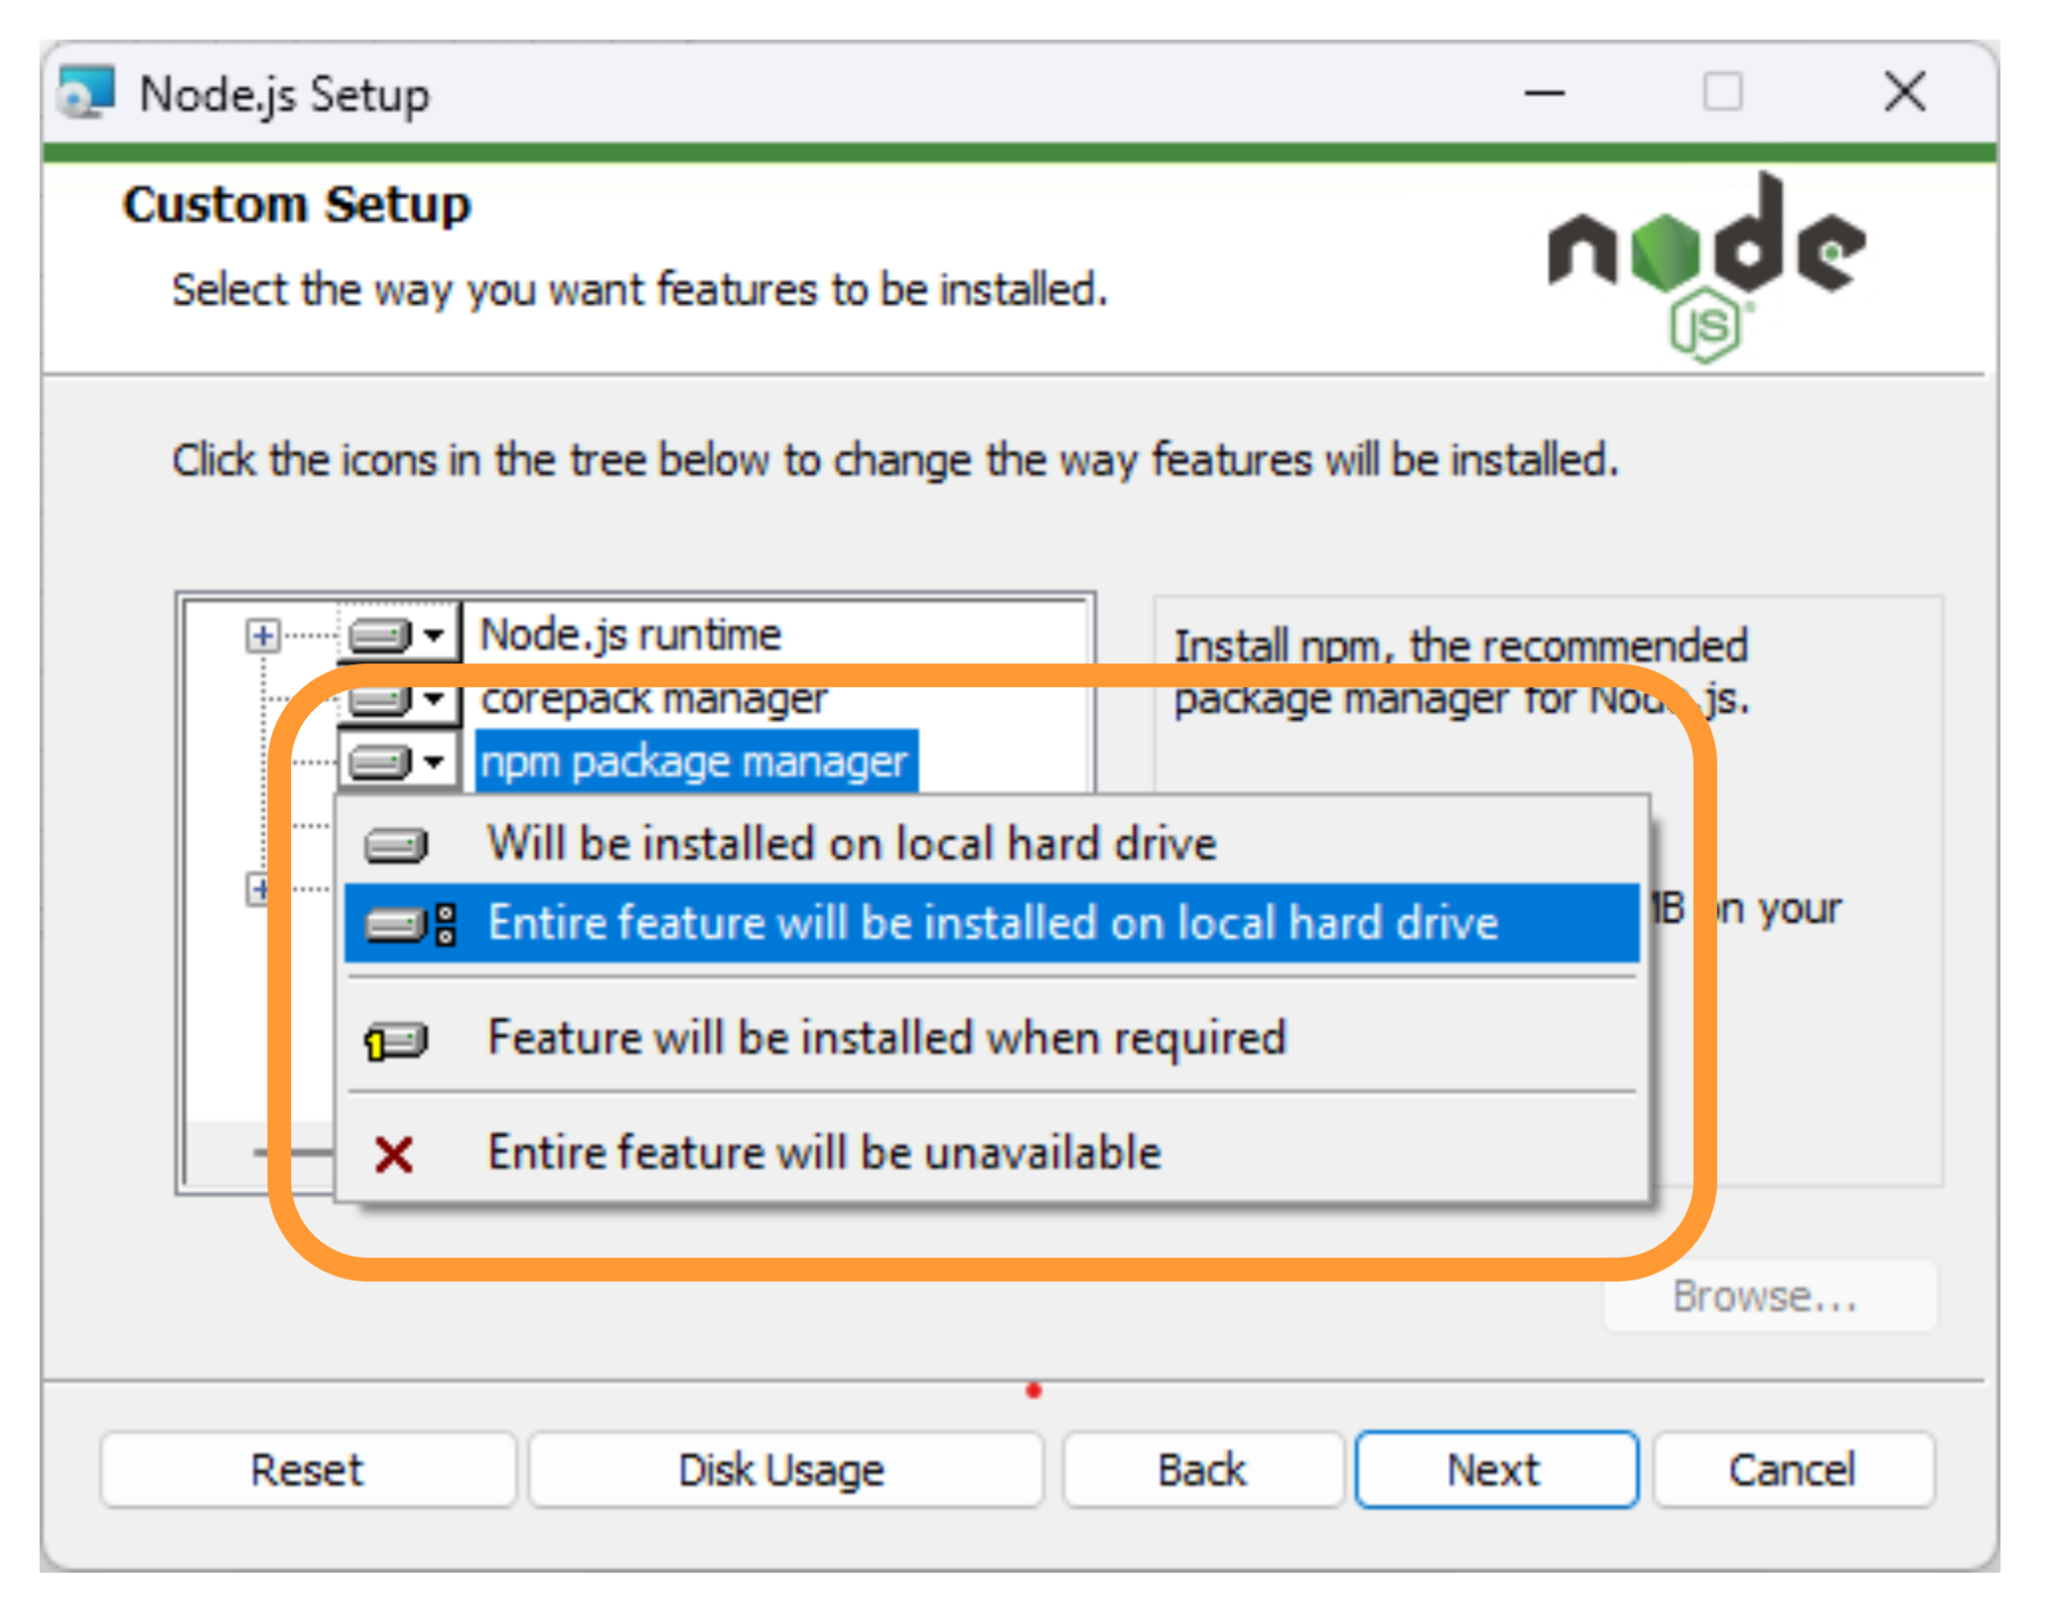 Node.js Setup
Custom Setup
Select the way you want features to be installed.
node
JS
Click the icons in the tree below to change the way features will be installed.
Node.js runtime
corepack manager
npm package manager
Install npm, the recommended
package manager for Node.js.
Will be installed on local hard drive
Entire feature will be installed on local hard drive
on your
Feature will be installed when required
Entire feature will be unavailable
Browse...
Reset
Disk Usage
Back
Next
Cancel